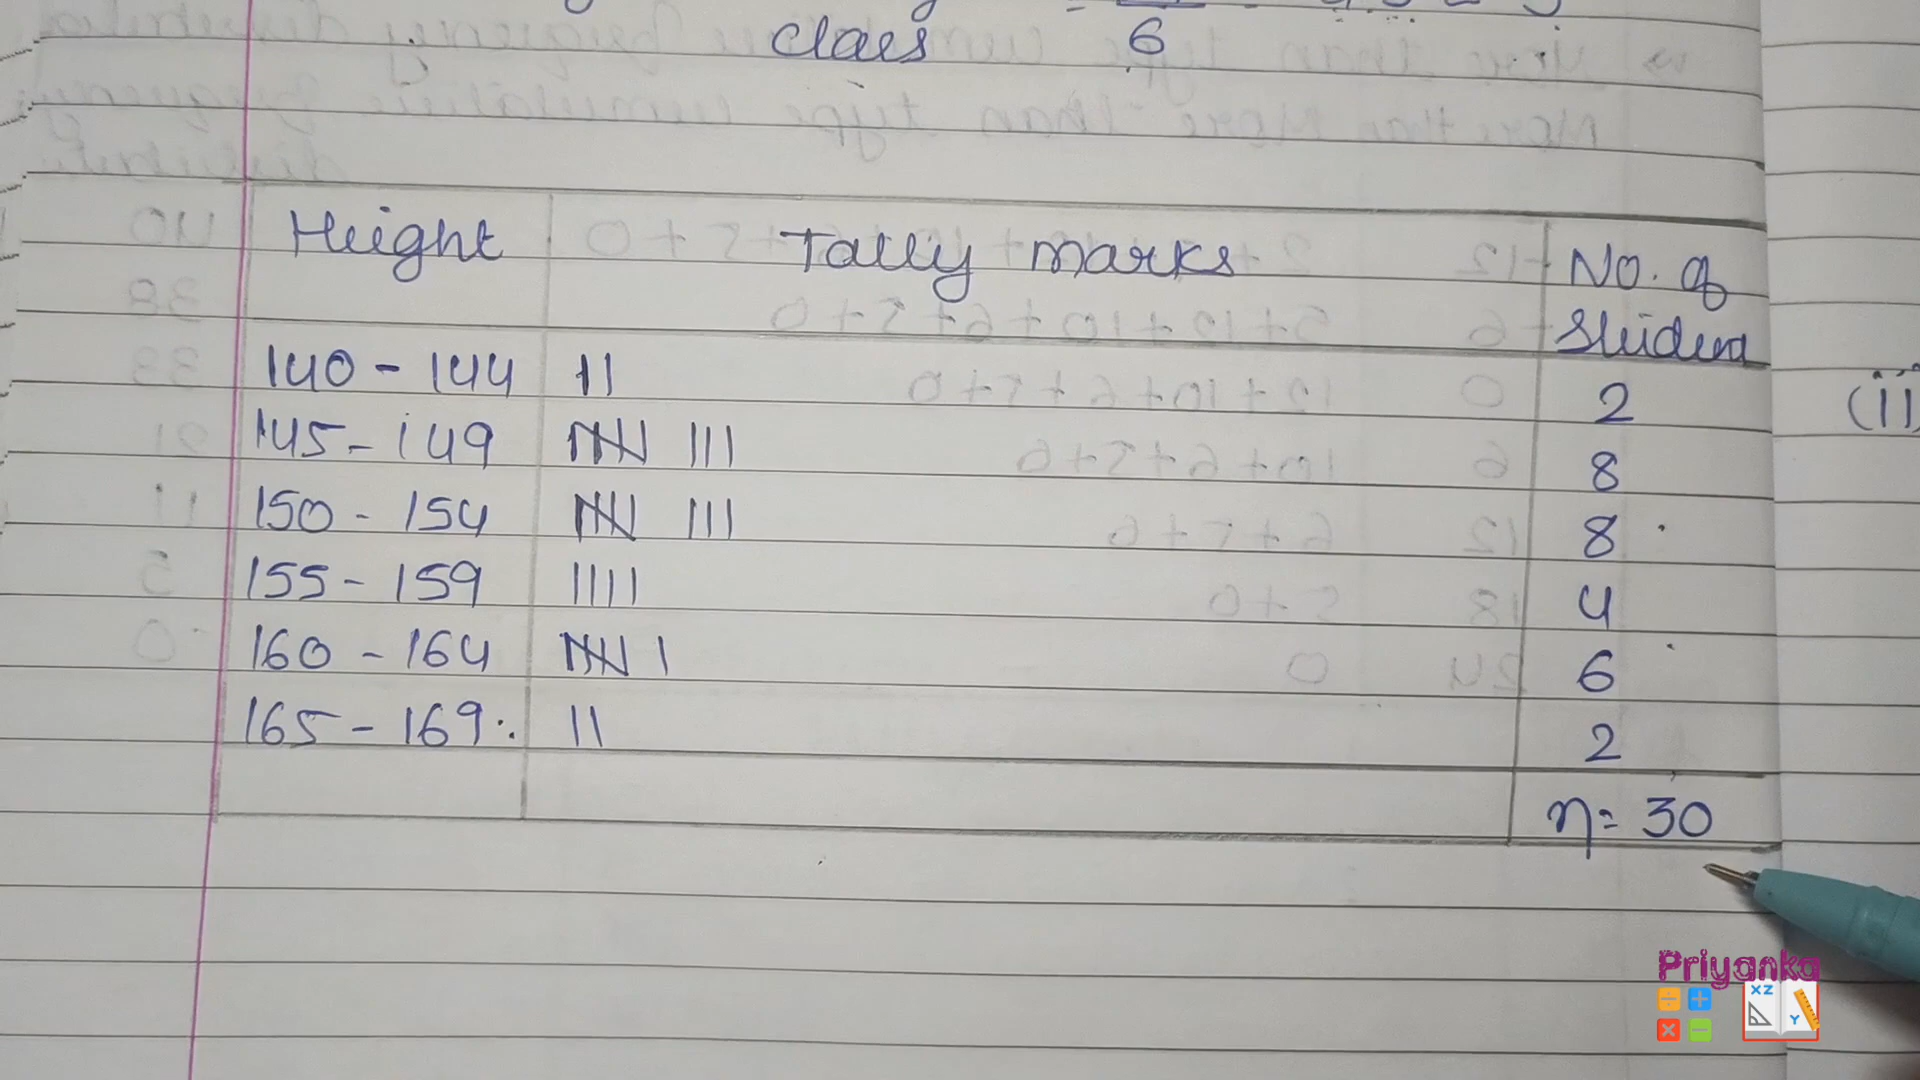 class 6
Height Tally marks No. of
Student
140 - 144 || 2
145 - 149 |||| ||| 8
150 - 154 |||| ||| 8
155 - 159 |||| 4
160 - 164 |||| | 6
165 - 169 || 2
n = 30
(ii)
Priyanka